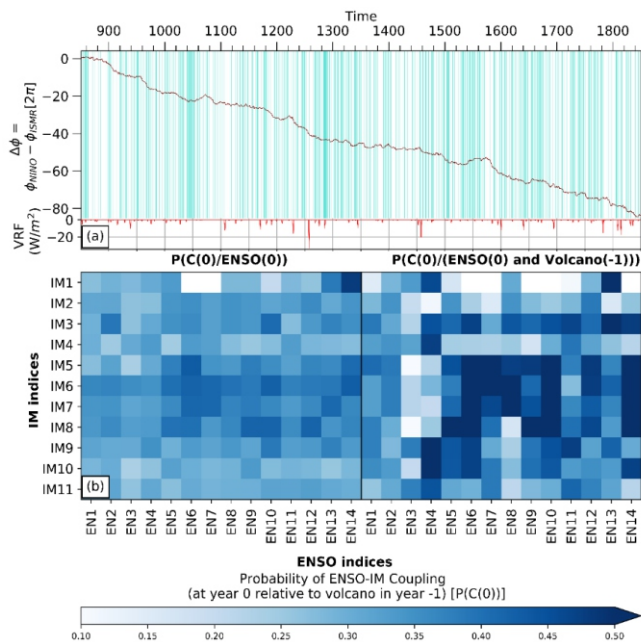 Time
900 1000 1100 1200 1300 1400 1500 1600 1700 1800
Δϕ =
ϕNINO − ϕISMR[2π]
0
−20
−40
−60
−80
VRF
(W/m²)
0
−20
(a)
P(C(0)/ENSO(0))
P(C(0)/(ENSO(0) and Volcano(-1)))
IM indices
IM1
IM2
IM3
IM4
IM5
IM6
IM7
IM8
IM9
IM10
IM11
(b)
EN1 EN2 EN3 EN4 EN5 EN6 EN7 EN8 EN9 EN10 EN11 EN12 EN13 EN14 EN1 EN2 EN3 EN4 EN5 EN6 EN7 EN8 EN9 EN10 EN11 EN12 EN13 EN14
ENSO indices
Probability of ENSO-IM Coupling
(at year 0 relative to volcano in year -1) [P(C(0))]
0.10 0.15 0.20 0.25 0.30 0.35 0.40 0.45 0.50